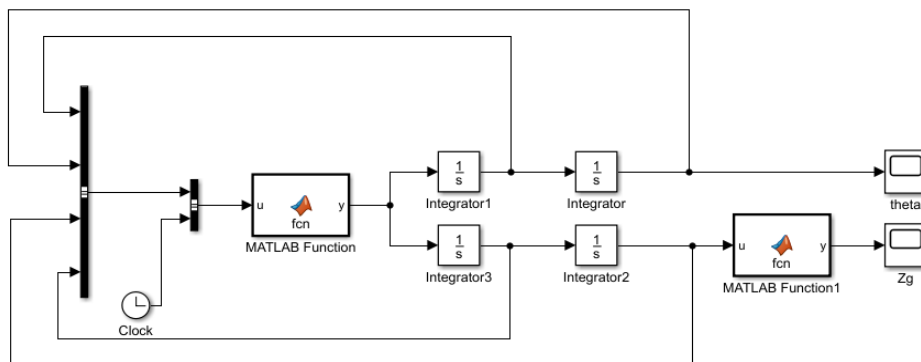 1
s
Integrator1
1
s
Integrator
theta
u
fcn
y
MATLAB Function
1
s
Integrator3
1
s
Integrator2
u
fcn
y
MATLAB Function1
Zg
Clock